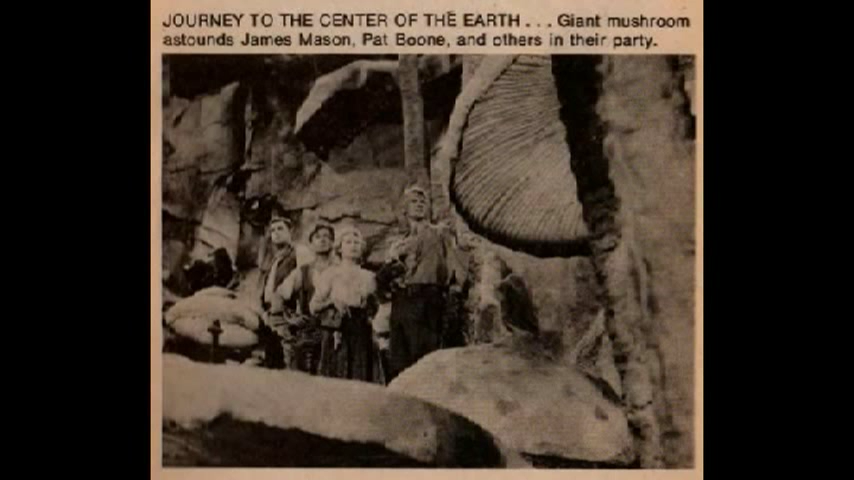 JOURNEY TO THE CENTER OF THE EARTH . . . Giant mushroom
astounds James Mason, Pat Boone, and others in their party.